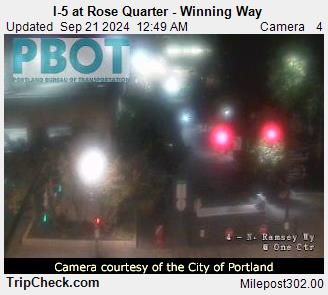 I-5 at Rose Quarter - Winning Way
Updated Sep 21 2024 12:49 AM Camera 4
PBOT
PORTLAND BUREAU OF TRANSPORTATION
4 - N. Ramsey Wy
@ One Ctr
Camera courtesy of the City of Portland
TripCheck.com Milepost302.00